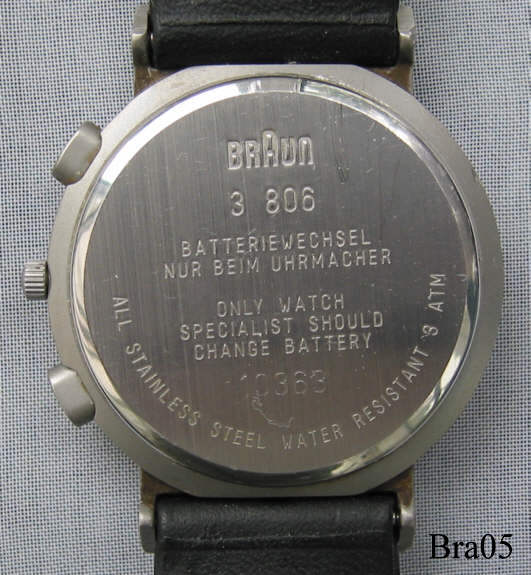 BRAUN
3 806
BATTERIEWECHSEL
NUR BEIM UHRMACHER
ONLY WATCH
SPECIALIST SHOULD
CHANGE BATTERY
10363
ALL STAINLESS STEEL WATER RESISTANT 3 ATM
Bra05